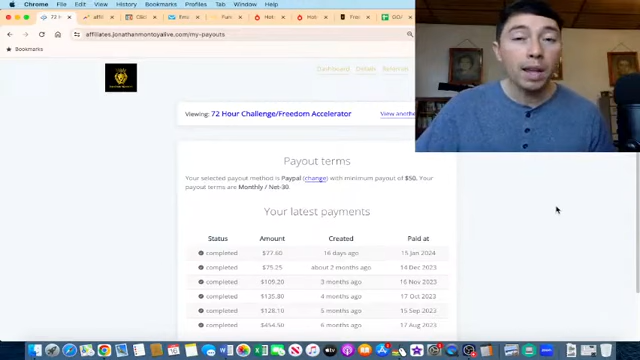 Chrome File Edit View History Bookmarks Profiles Tab Window Help
72 H
affiliates.jonathanmontoyalive.com/my-payouts
Bookmarks
Dashboard Details Referrals
Viewing: 72 Hour Challenge/Freedom Accelerator View anoth
Payout terms
Your selected payout method is Paypal (change) with minimum payout of $50. Your
payout terms are Monthly / Net-30.
Your latest payments
Status Amount Created Paid at
completed $77.60 16 days ago 15 Jan 2024
completed $75.25 about 2 months ago 14 Dec 2023
completed $109.20 3 months ago 16 Nov 2023
completed $135.80 4 months ago 17 Oct 2023
completed $128.10 5 months ago 15 Sep 2023
completed 6 months ago 17 Aug 2023